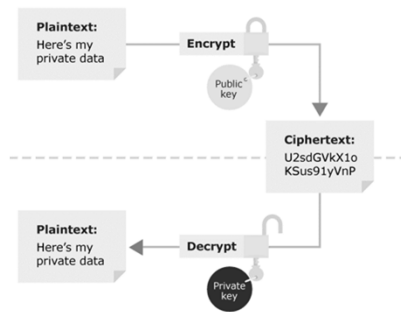 Plaintext:
Here's my
private data
Encrypt
Public
key
Ciphertext:
U2sdGVkX1o
KSus91yVnP
Plaintext:
Here's my
private data
Decrypt
Private
key